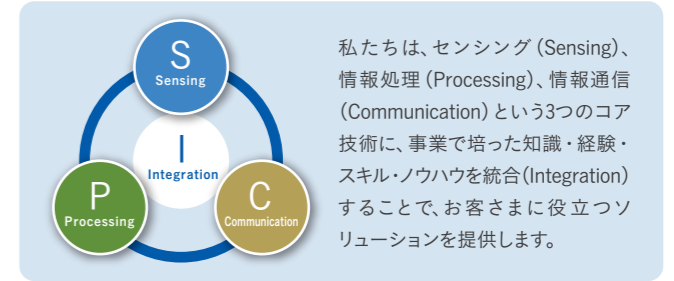 S
Sensing
I
Integration
P
Processing
C
Communication
私たちは、センシング(Sensing)、
情報処理(Processing)、情報通信
(Communication)という3つのコア
技術に、事業で培った知識・経験・
スキル・ノウハウを統合(Integration)
することで、お客さまに役立つソ
リューションを提供します。